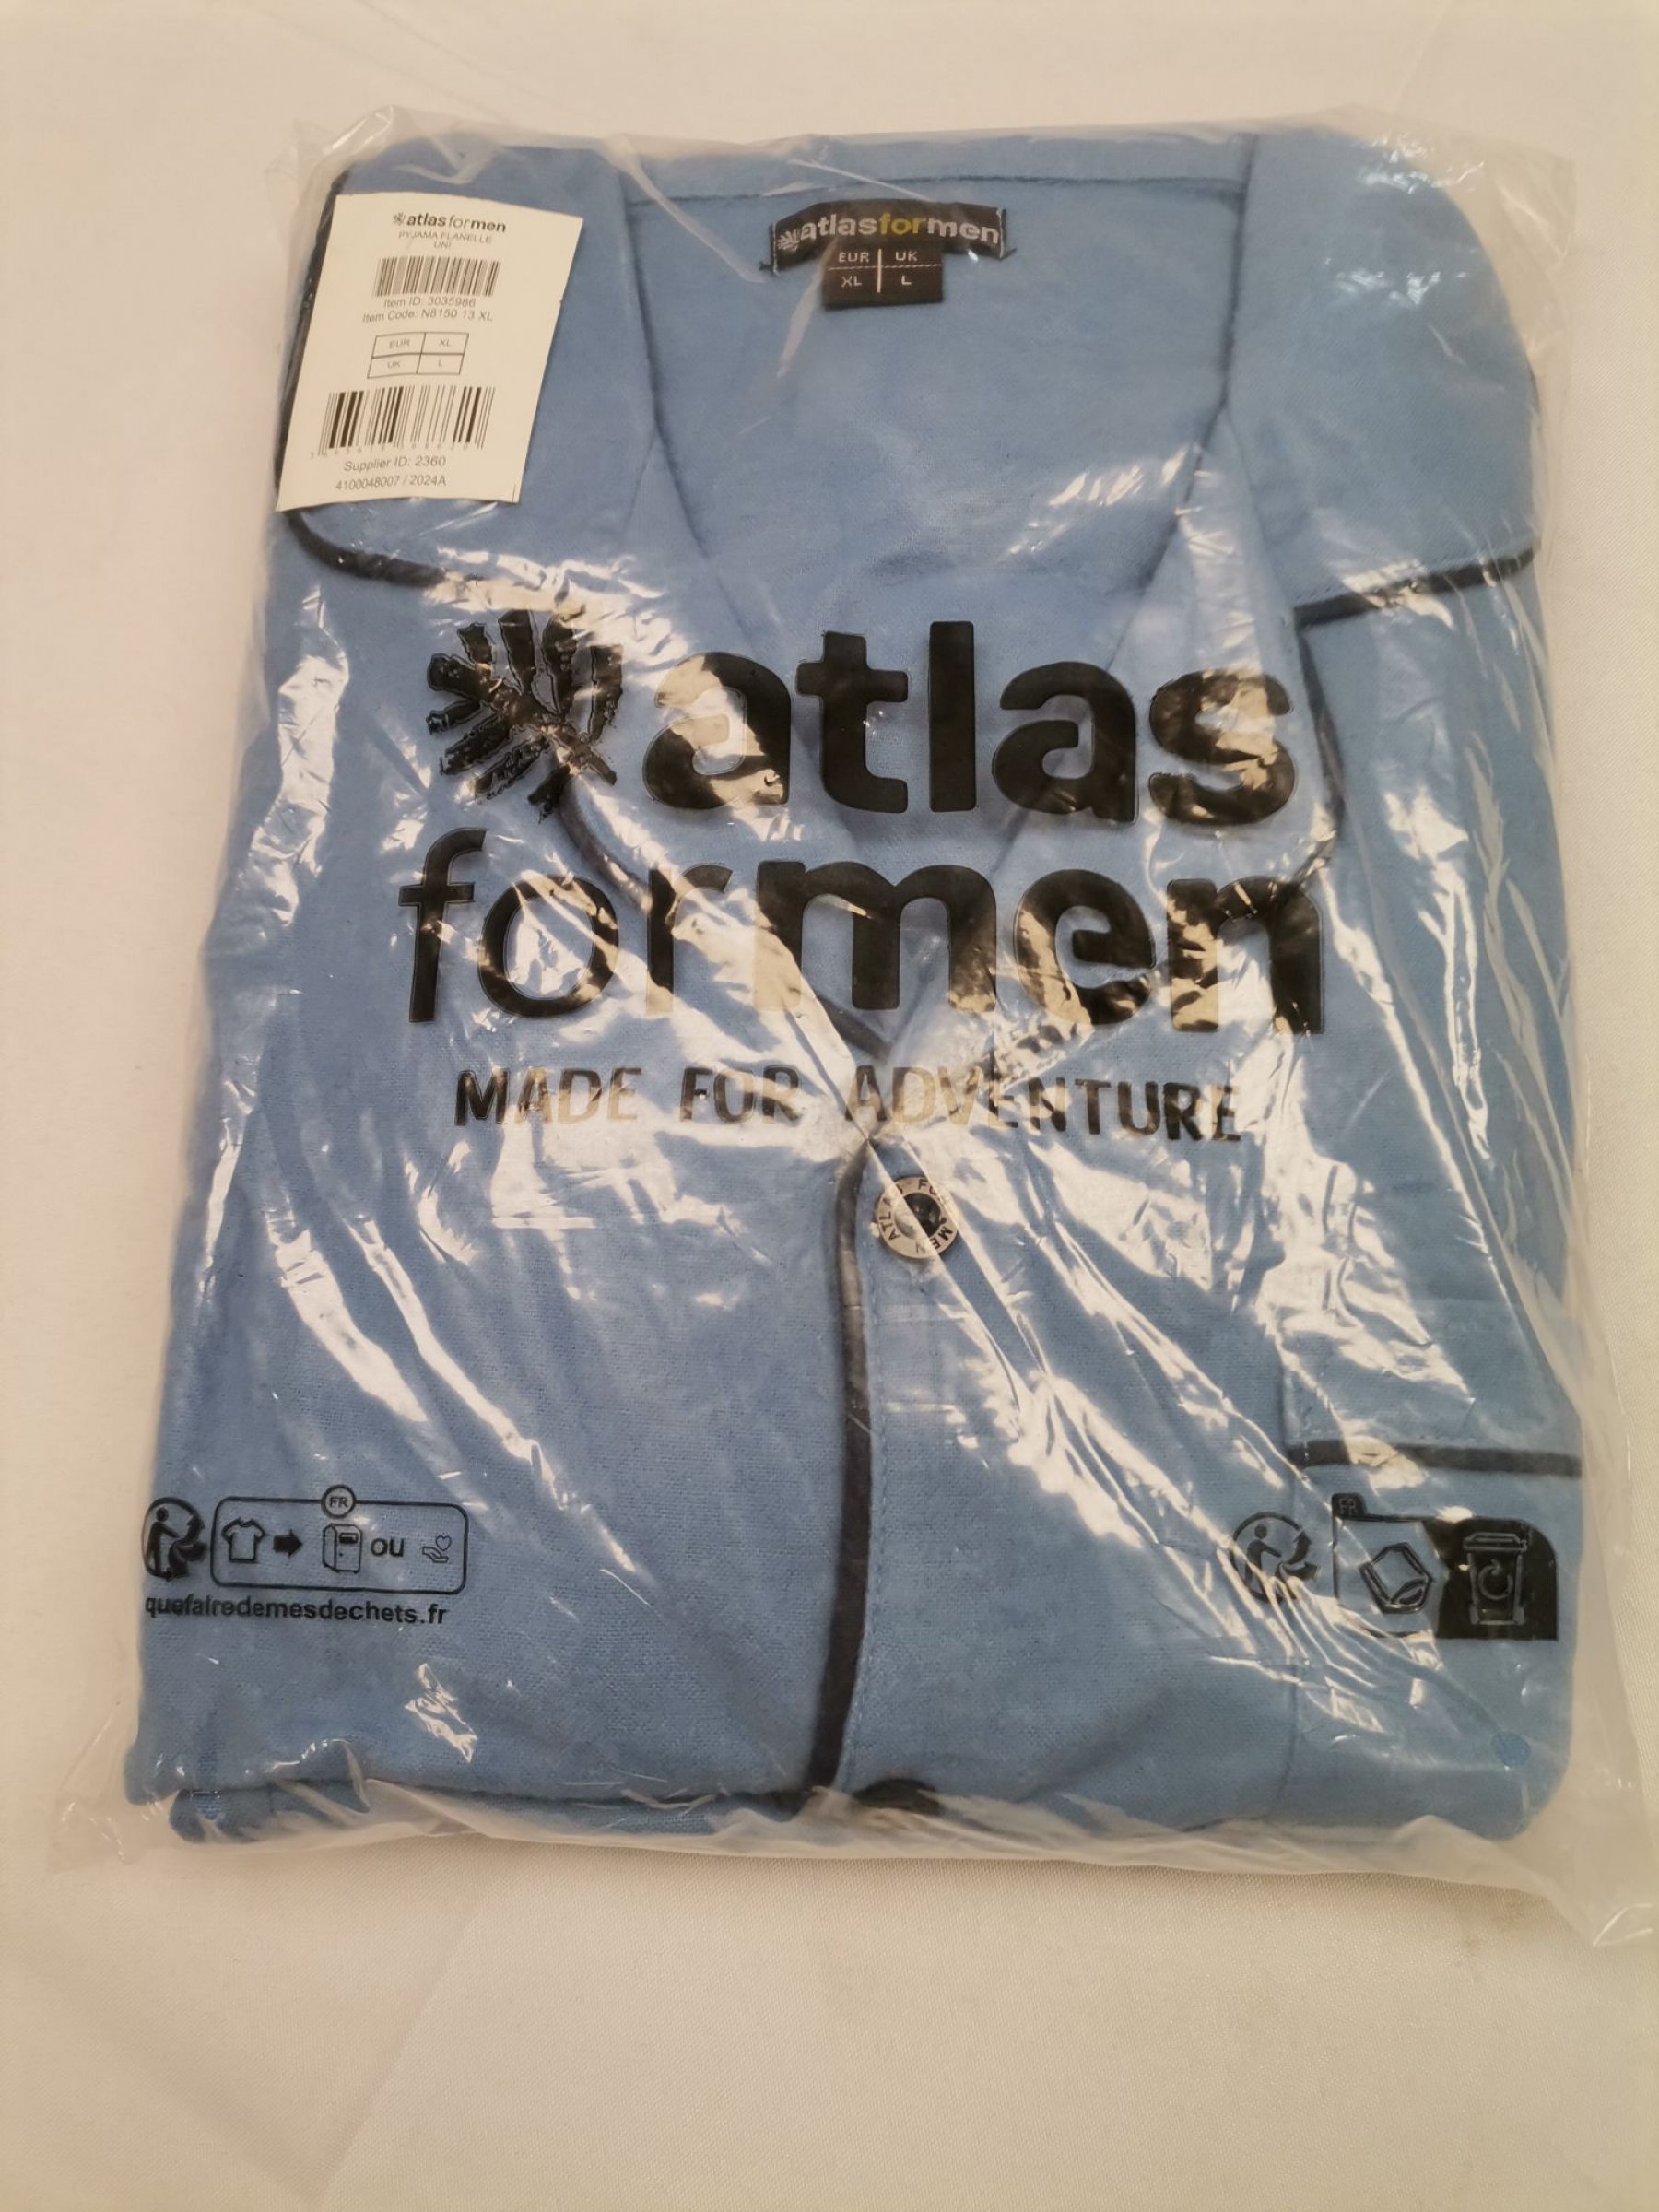 atlasformen
PYJAMA FLANELLE
UNI
Item ID: 3035986
Item Code: N8150 13 XL
EUR XL
UK L
Supplier ID: 2360
4100048007 / 2024A
atlasformen
EUR UK
XL L
atlas
formen
MADE FOR ADVENTURE
ATLAS FOR MEN
FR
ou
quefairedemesdechets.fr
FR